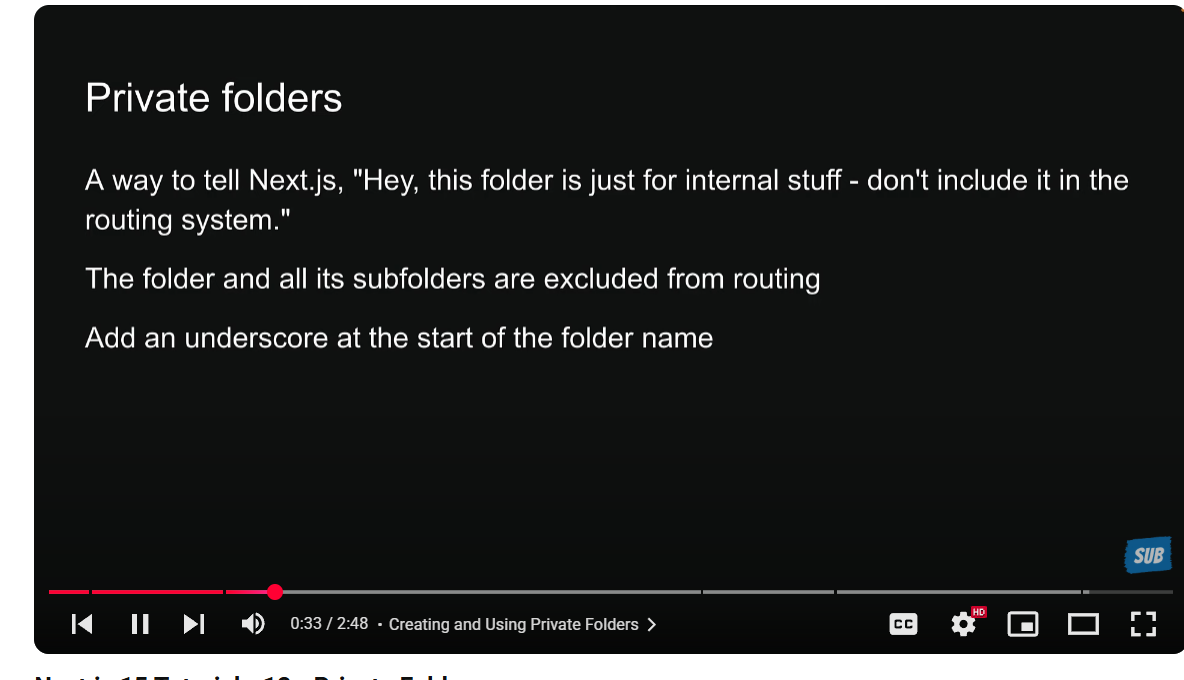 Private folders
A way to tell Next.js, "Hey, this folder is just for internal stuff - don't include it in the
routing system."
The folder and all its subfolders are excluded from routing
Add an underscore at the start of the folder name
SUB
0:33 / 2:48 • Creating and Using Private Folders
CC
HD